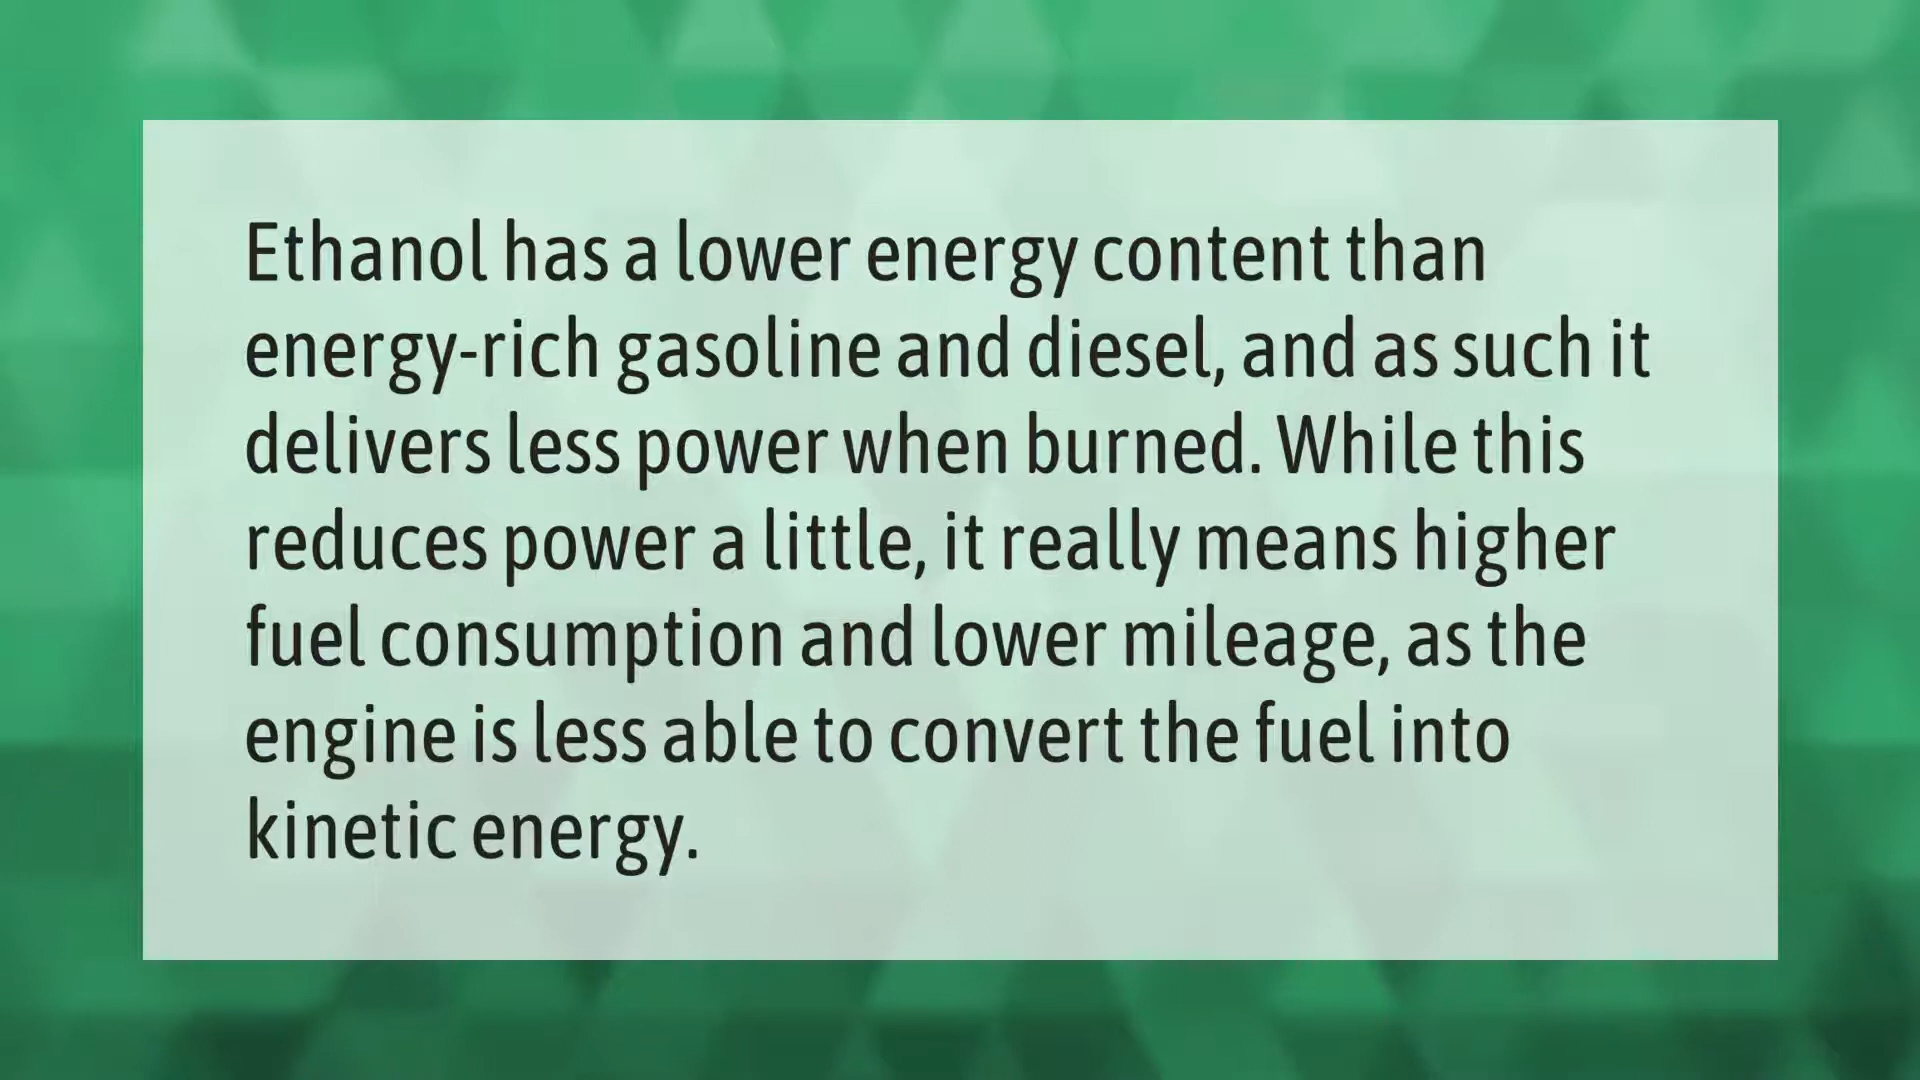 Ethanol has a lower energy content than
energy-rich gasoline and diesel, and as such it
delivers less power when burned. While this
reduces power a little, it really means higher
fuel consumption and lower mileage, as the
engine is less able to convert the fuel into
kinetic energy.